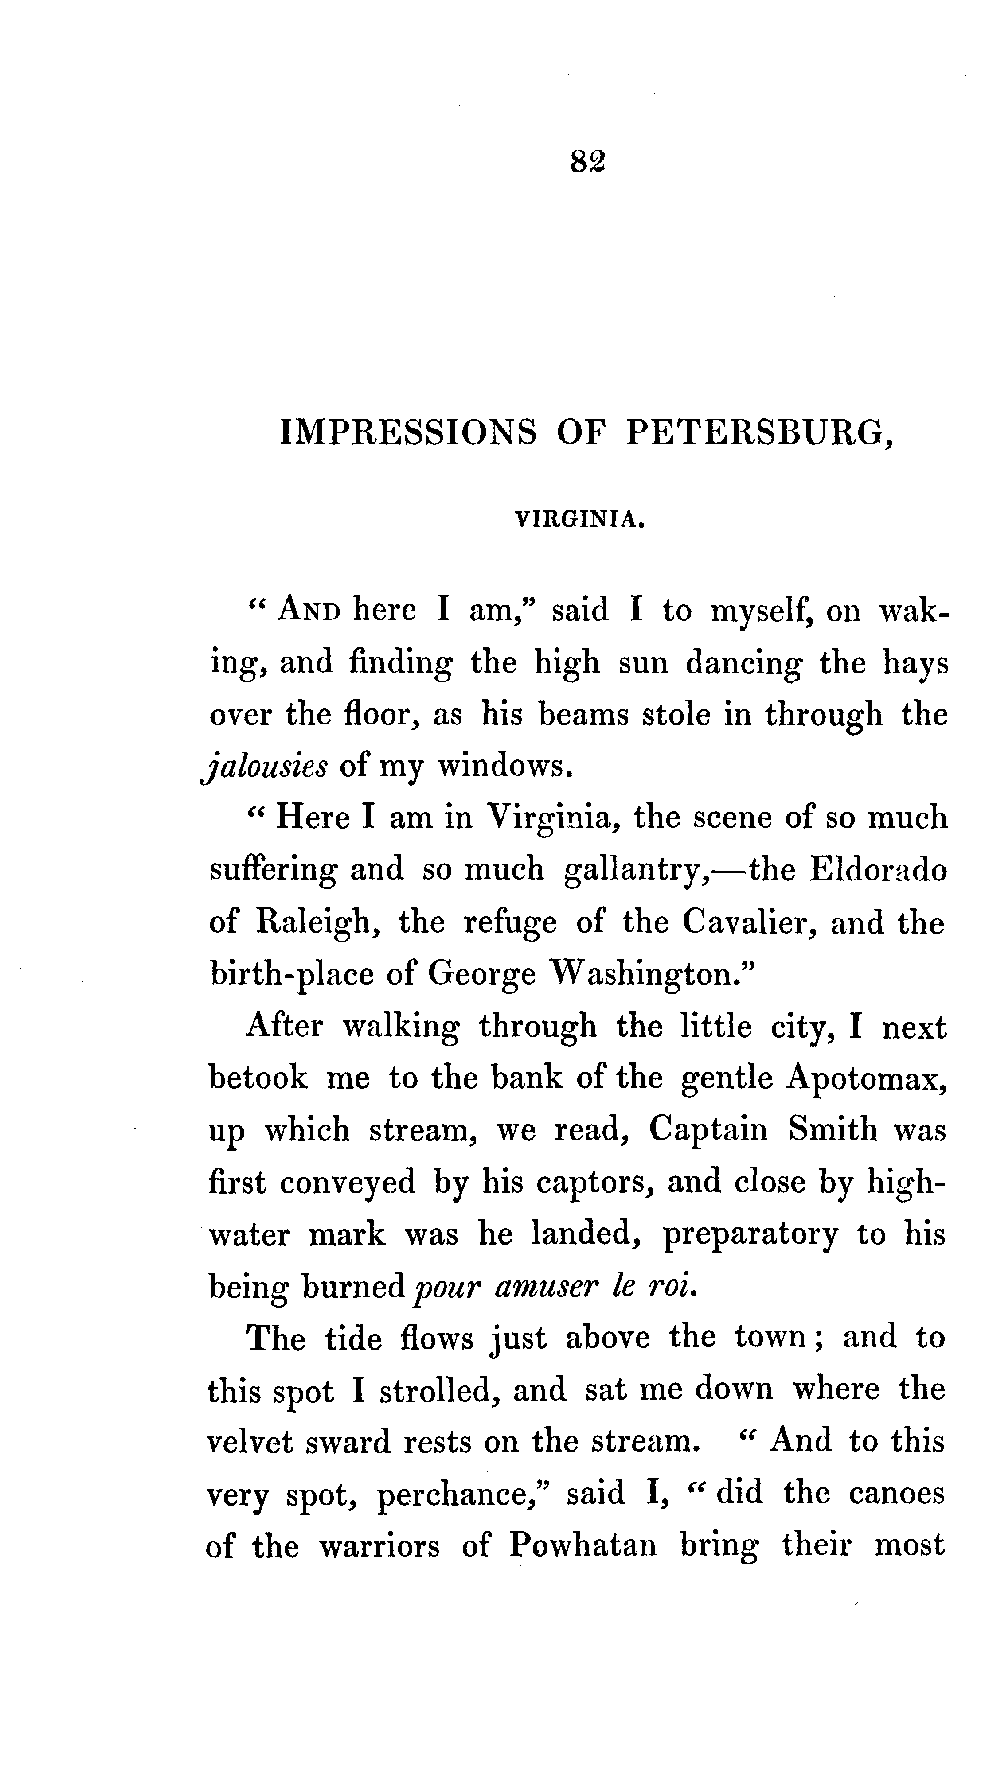 82
IMPRESSIONS OF PETERSBURG,
VIRGINIA.
“ AND here I am,” said I to myself, on wak-
ing, and finding the high sun dancing the hays
over the floor, as his beams stole in through the
jalousies of my windows.
“ Here I am in Virginia, the scene of so much
suffering and so much gallantry,—the Eldorado
of Raleigh, the refuge of the Cavalier, and the
birth-place of George Washington.”
After walking through the little city, I next
betook me to the bank of the gentle Apotomax,
up which stream, we read, Captain Smith was
first conveyed by his captors, and close by high-
water mark was he landed, preparatory to his
being burned pour amuser le roi.
The tide flows just above the town; and to
this spot I strolled, and sat me down where the
velvet sward rests on the stream. “ And to this
very spot, perchance,” said I, “ did the canoes
of the warriors of Powhatan bring their most